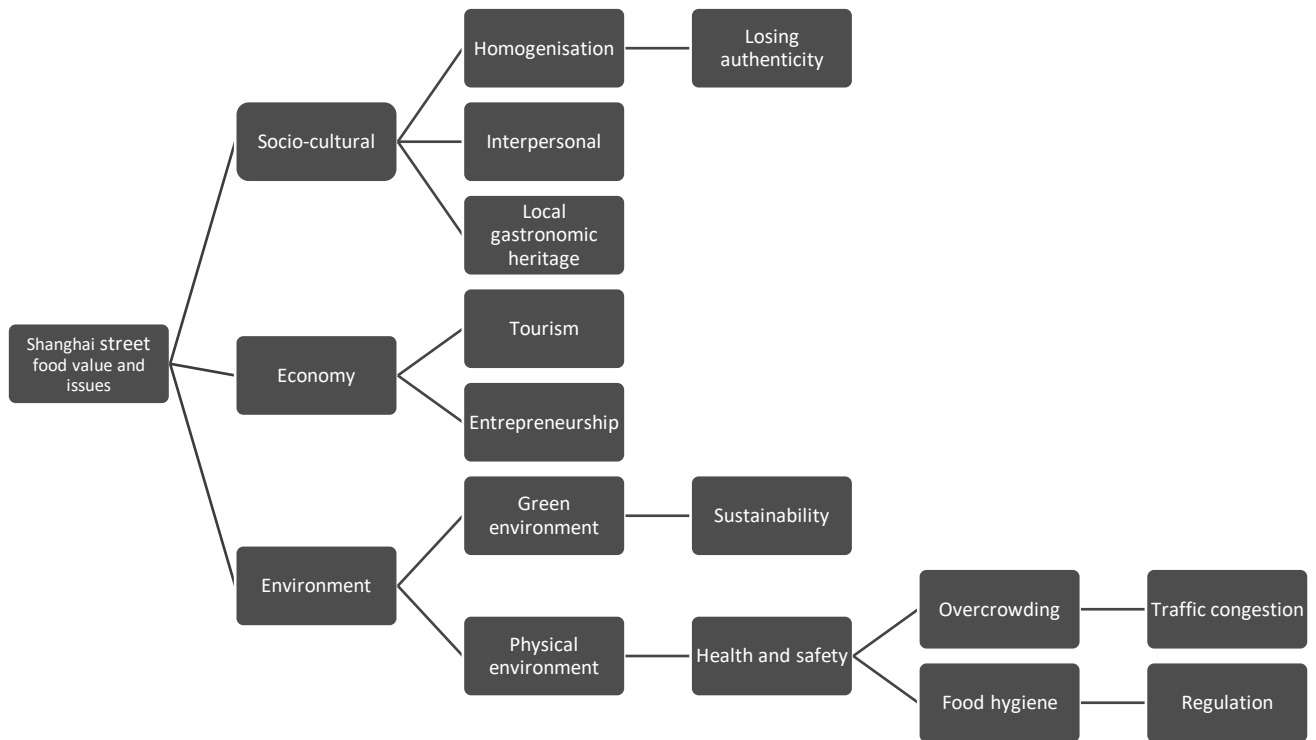 Shanghai street
food value and
issues
Socio-cultural
Homogenisation
Losing
authenticity
Interpersonal
Local
gastronomic
heritage
Economy
Tourism
Entrepreneurship
Environment
Green
environment
Sustainability
Physical
environment
Health and safety
Overcrowding
Traffic congestion
Food hygiene
Regulation